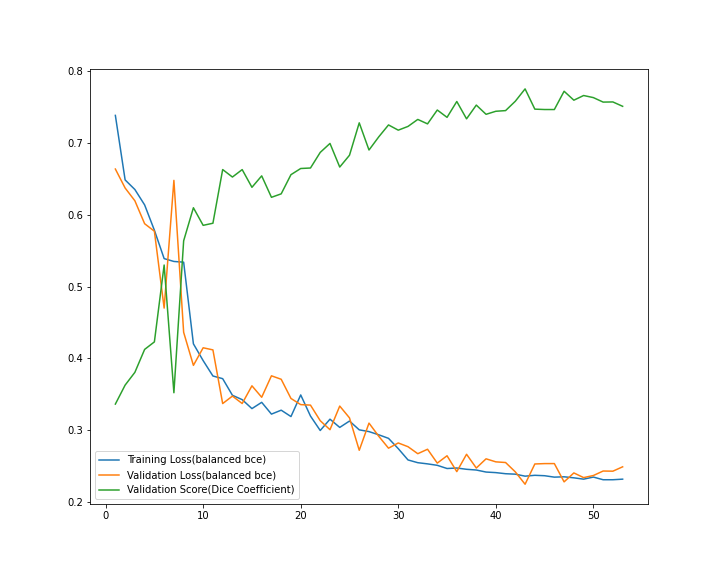 0.8
0.7
0.6
0.5
0.4
0.3
0.2
Training Loss(balanced bce)
Validation Loss(balanced bce)
Validation Score(Dice Coefficient)
0 10 20 30 40 50